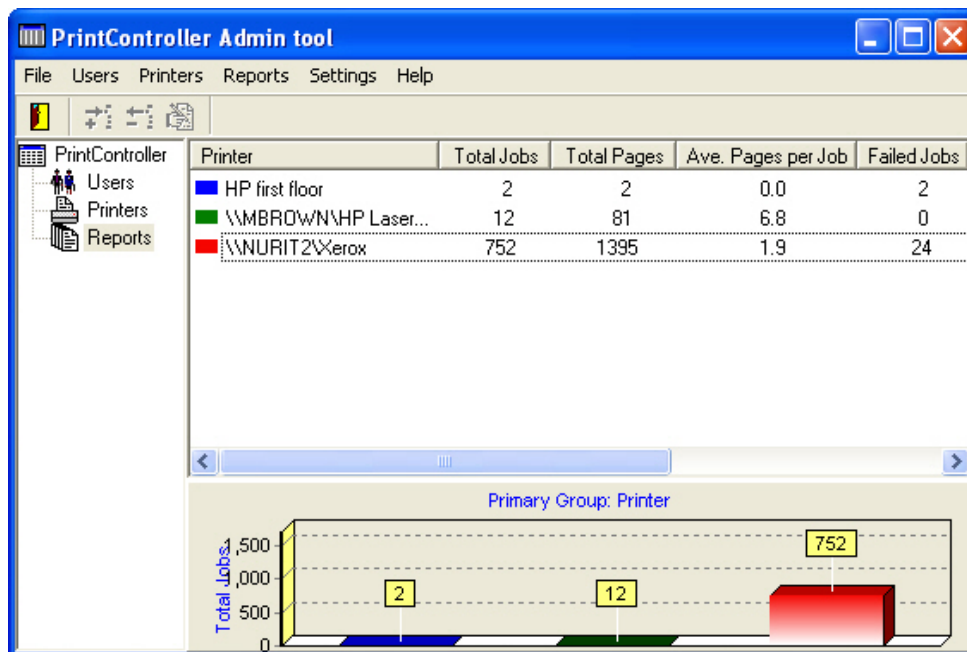 PrintController Admin tool
File Users Printers Reports Settings Help
PrintController
Users
Printers
Reports
Printer Total Jobs Total Pages Ave. Pages per Job Failed Jobs
HP first floor 2 2 0.0 2
\\MBROWN\HP Laser... 12 81 6.8 0
\\NURIT2\Xerox 752 1395 1.9 24
Primary Group: Printer
Total Jobs
1,500
1,000
500
0
2
12
752